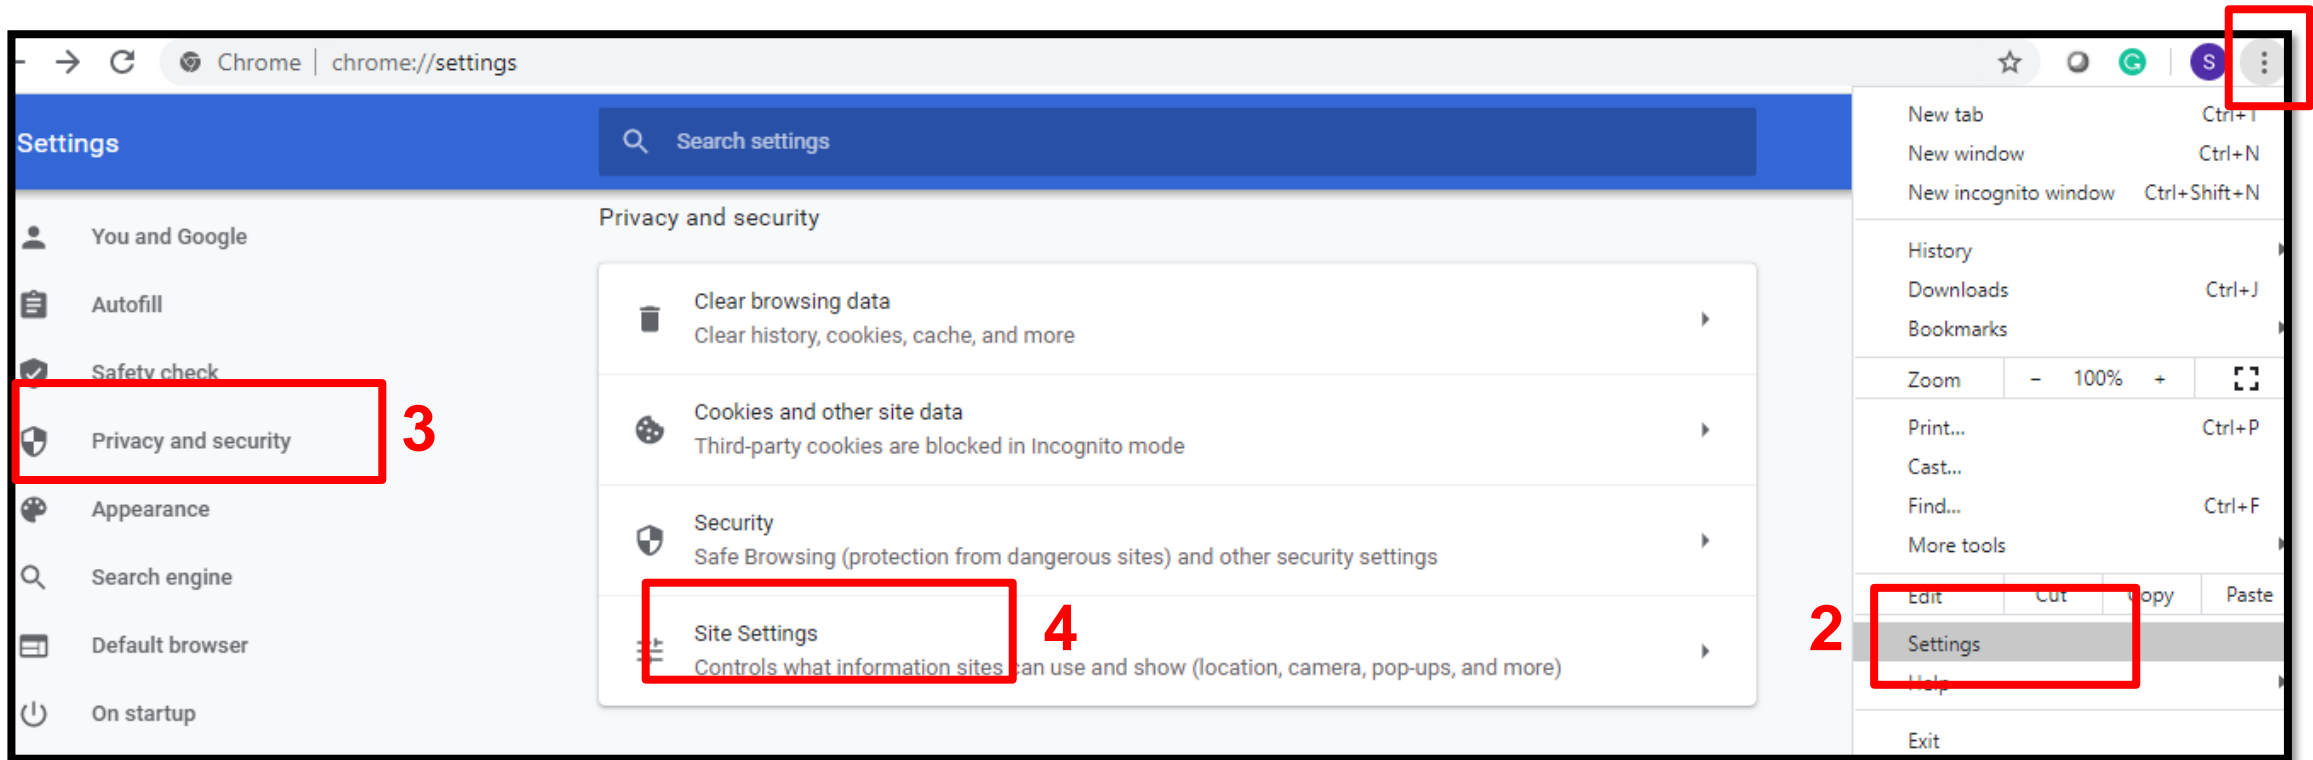 Chrome | chrome://settings
S
Settings
Search settings
You and Google
Autofill
Safety check
Privacy and security
3
Appearance
Search engine
Default browser
On startup
Privacy and security
Clear browsing data
Clear history, cookies, cache, and more
Cookies and other site data
Third-party cookies are blocked in Incognito mode
Security
Safe Browsing (protection from dangerous sites) and other security settings
Site Settings
4
Controls what information sites can use and show (location, camera, pop-ups, and more)
New tab Ctrl+T
New window Ctrl+N
New incognito window Ctrl+Shift+N
History
Downloads Ctrl+J
Bookmarks
Zoom - 100% +
Print... Ctrl+P
Cast...
Find... Ctrl+F
More tools
Edit Cut Copy Paste
2
Settings
Help
Exit